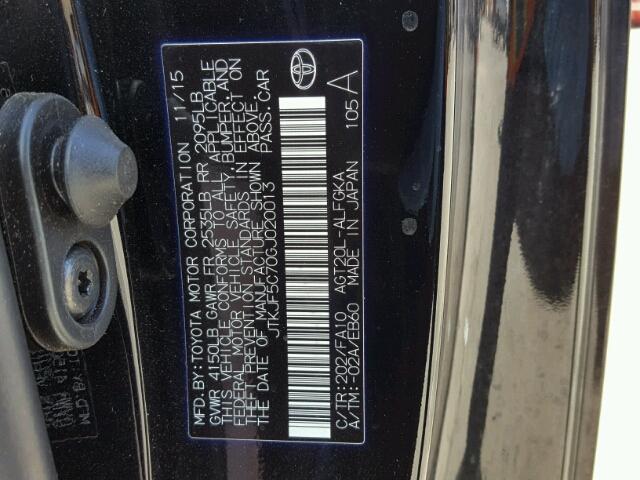 MFD.BY:TOYOTA MOTOR CORPORATION 11/15
GVWR 4150LB GAWR FR 2535LB RR 2095LB
THIS VEHICLE CONFORMS TO ALL APPLICABLE
FEDERAL MOTOR VEHICLE SAFETY, BUMPER, AND
THEFT PREVENTION STANDARDS IN EFFECT ON
THE DATE OF MANUFACTURE SHOWN ABOVE.
JTKJF5C70GJ020013 PASS CAR
C/TR:202/FA10 AGT20L-ALFGKA
A/TM:-02A/EB60 MADE IN JAPAN 105 A